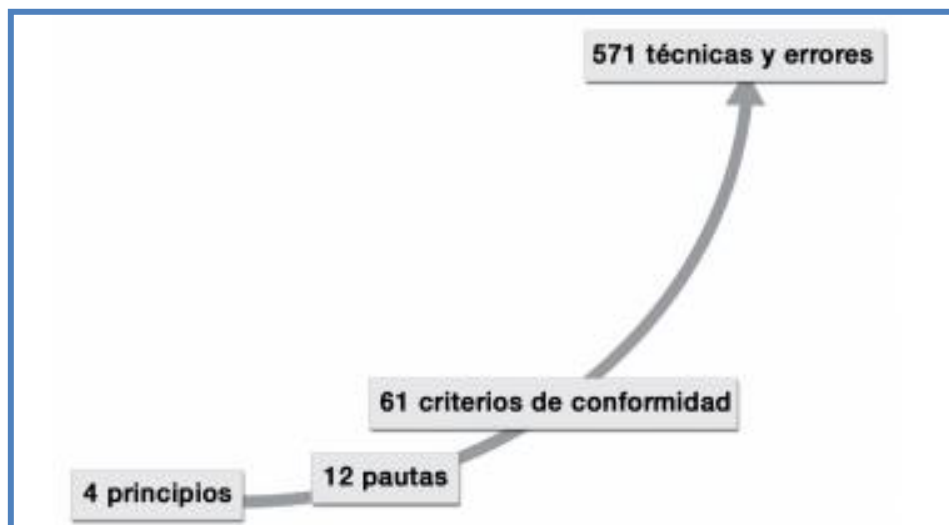 571 técnicas y errores
61 criterios de conformidad
12 pautas
4 principios